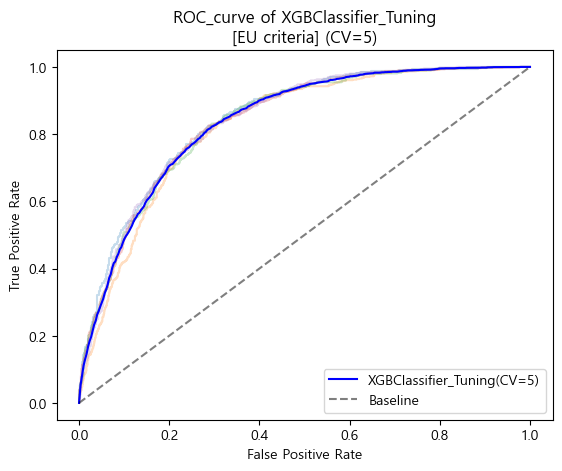 ROC_curve of XGBClassifier_Tuning
[EU criteria] (CV=5)
1.0
0.8
0.6
0.4
0.2
0.0
True Positive Rate
XGBClassifier_Tuning(CV=5)
Baseline
0.0 0.2 0.4 0.6 0.8 1.0
False Positive Rate